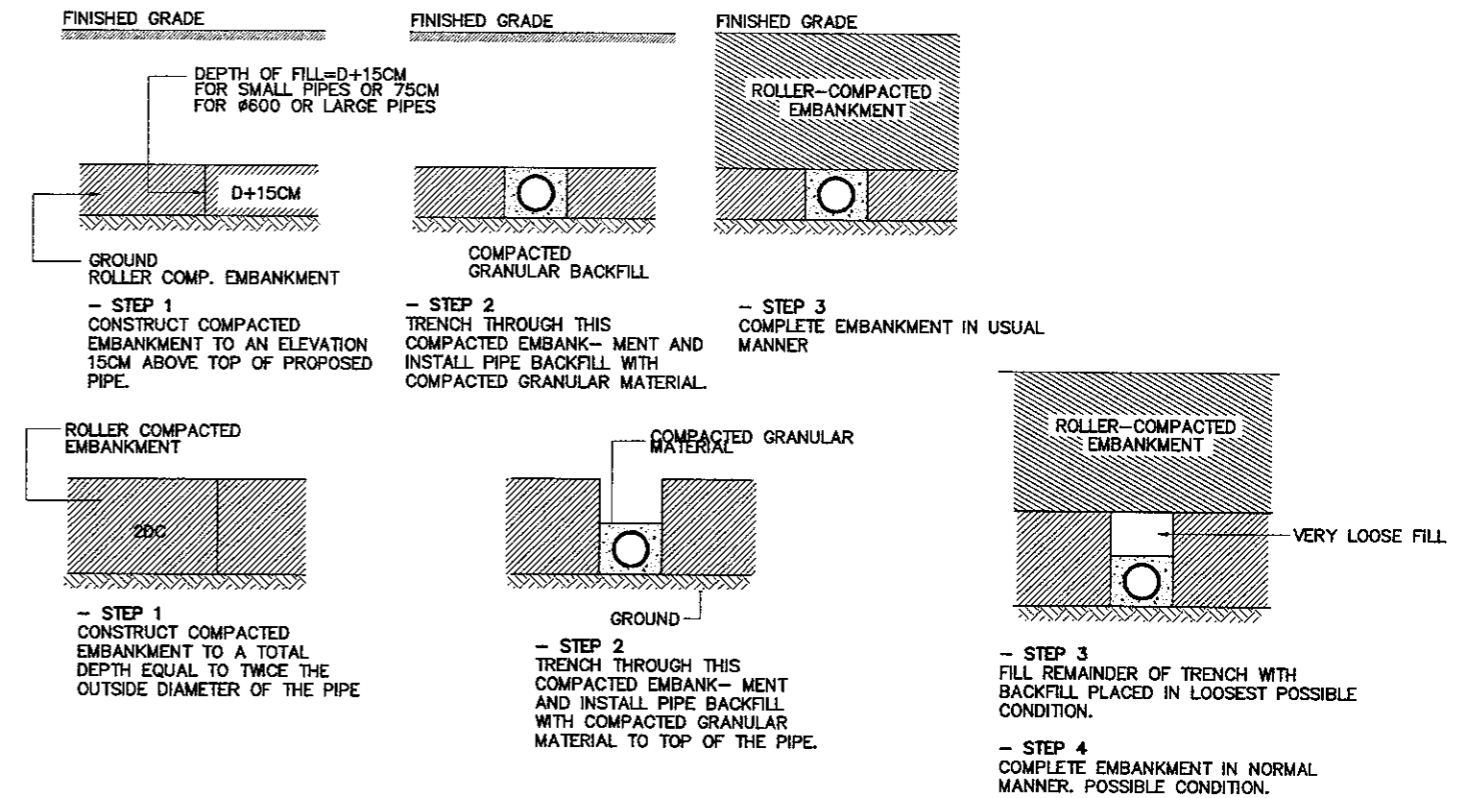 FINISHED GRADE
DEPTH OF FILL=D+15CM
FOR SMALL PIPES OR 75CM
FOR ø600 OR LARGE PIPES
D+15CM
GROUND
ROLLER COMP. EMBANKMENT
– STEP 1
CONSTRUCT COMPACTED
EMBANKMENT TO AN ELEVATION
15CM ABOVE TOP OF PROPOSED
PIPE.
FINISHED GRADE
COMPACTED
GRANULAR BACKFILL
– STEP 2
TRENCH THROUGH THIS
COMPACTED EMBANK– MENT AND
INSTALL PIPE BACKFILL WITH
COMPACTED GRANULAR MATERIAL.
FINISHED GRADE
ROLLER–COMPACTED
EMBANKMENT
– STEP 3
COMPLETE EMBANKMENT IN USUAL
MANNER
ROLLER COMPACTED
EMBANKMENT
2DC
– STEP 1
CONSTRUCT COMPACTED
EMBANKMENT TO A TOTAL
DEPTH EQUAL TO TWICE THE
OUTSIDE DIAMETER OF THE PIPE
COMPACTED GRANULAR
MATERIAL
GROUND
– STEP 2
TRENCH THROUGH THIS
COMPACTED EMBANK– MENT
AND INSTALL PIPE BACKFILL
WITH COMPACTED GRANULAR
MATERIAL TO TOP OF THE PIPE.
ROLLER–COMPACTED
EMBANKMENT
VERY LOOSE FILL
– STEP 3
FILL REMAINDER OF TRENCH WITH
BACKFILL PLACED IN LOOSEST POSSIBLE
CONDITION.
– STEP 4
COMPLETE EMBANKMENT IN NORMAL
MANNER. POSSIBLE CONDITION.